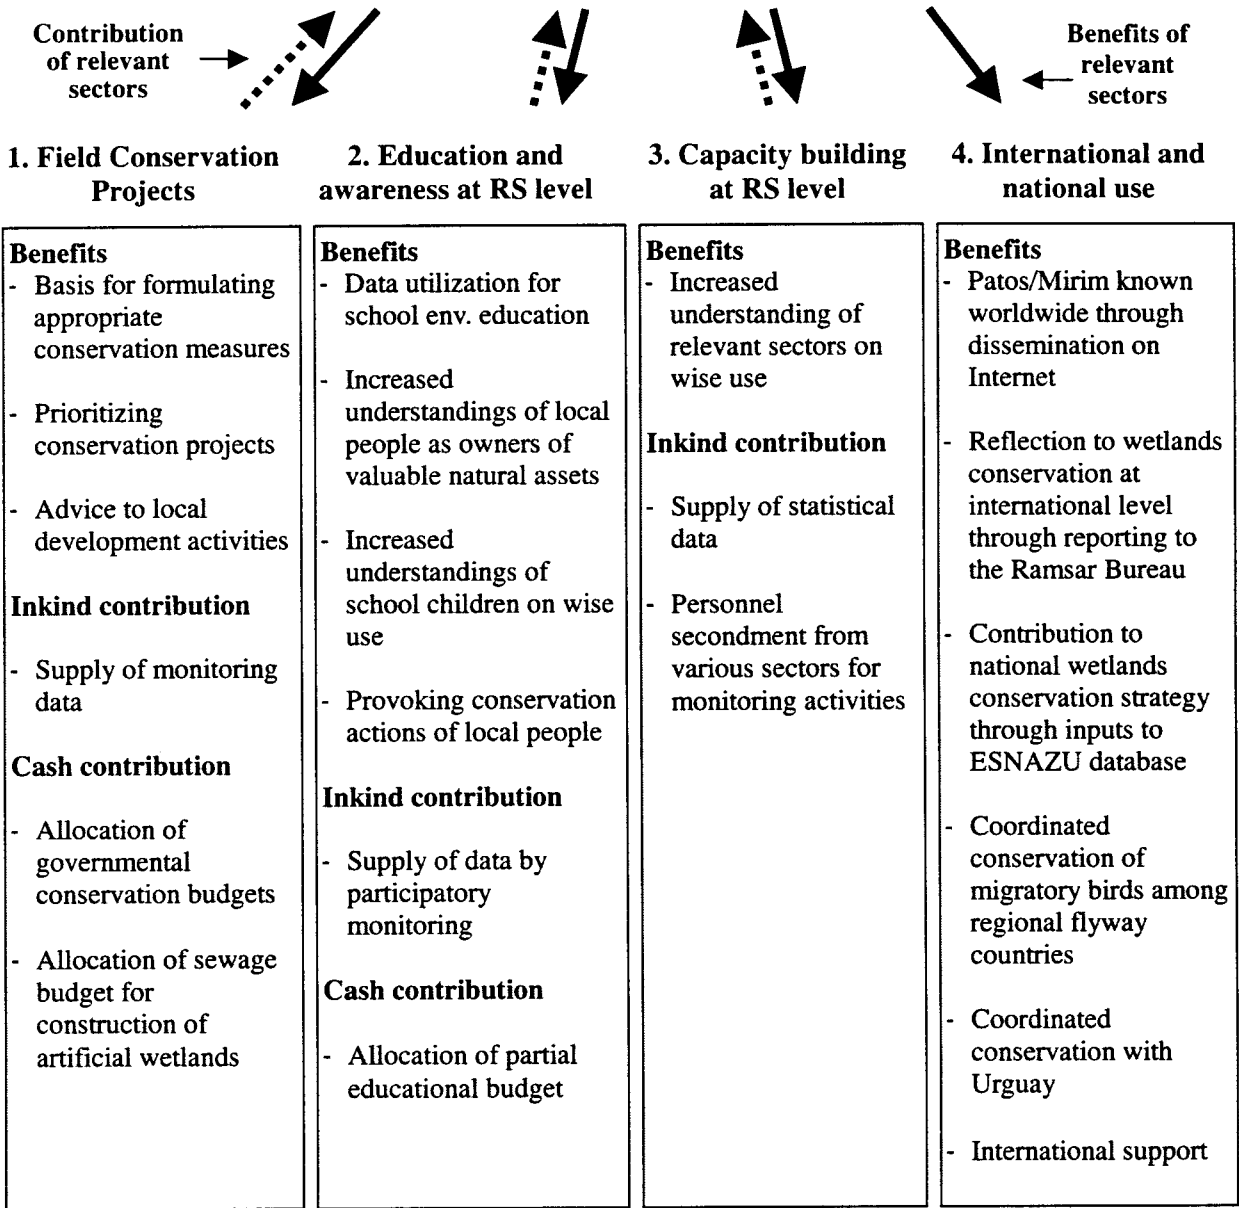 Contribution
of relevant
sectors
Benefits of
relevant
sectors
1. Field Conservation
Projects
2. Education and
awareness at RS level
3. Capacity building
at RS level
4. International and
national use
Benefits
- Basis for formulating
appropriate
conservation measures
- Prioritizing
conservation projects
- Advice to local
development activities
Inkind contribution
- Supply of monitoring
data
Cash contribution
- Allocation of
governmental
conservation budgets
- Allocation of sewage
budget for
construction of
artificial wetlands
Benefits
- Data utilization for
school env. education
- Increased
understandings of local
people as owners of
valuable natural assets
- Increased
understandings of
school children on wise
use
- Provoking conservation
actions of local people
Inkind contribution
- Supply of data by
participatory
monitoring
Cash contribution
- Allocation of partial
educational budget
Benefits
- Increased
understanding of
relevant sectors on
wise use
Inkind contribution
- Supply of statistical
data
- Personnel
secondment from
various sectors for
monitoring activities
Benefits
- Patos/Mirim known
worldwide through
dissemination on
Internet
- Reflection to wetlands
conservation at
international level
through reporting to
the Ramsar Bureau
- Contribution to
national wetlands
conservation strategy
through inputs to
ESNAZU database
- Coordinated
conservation of
migratory birds among
regional flyway
countries
- Coordinated
conservation with
Urguay
- International support